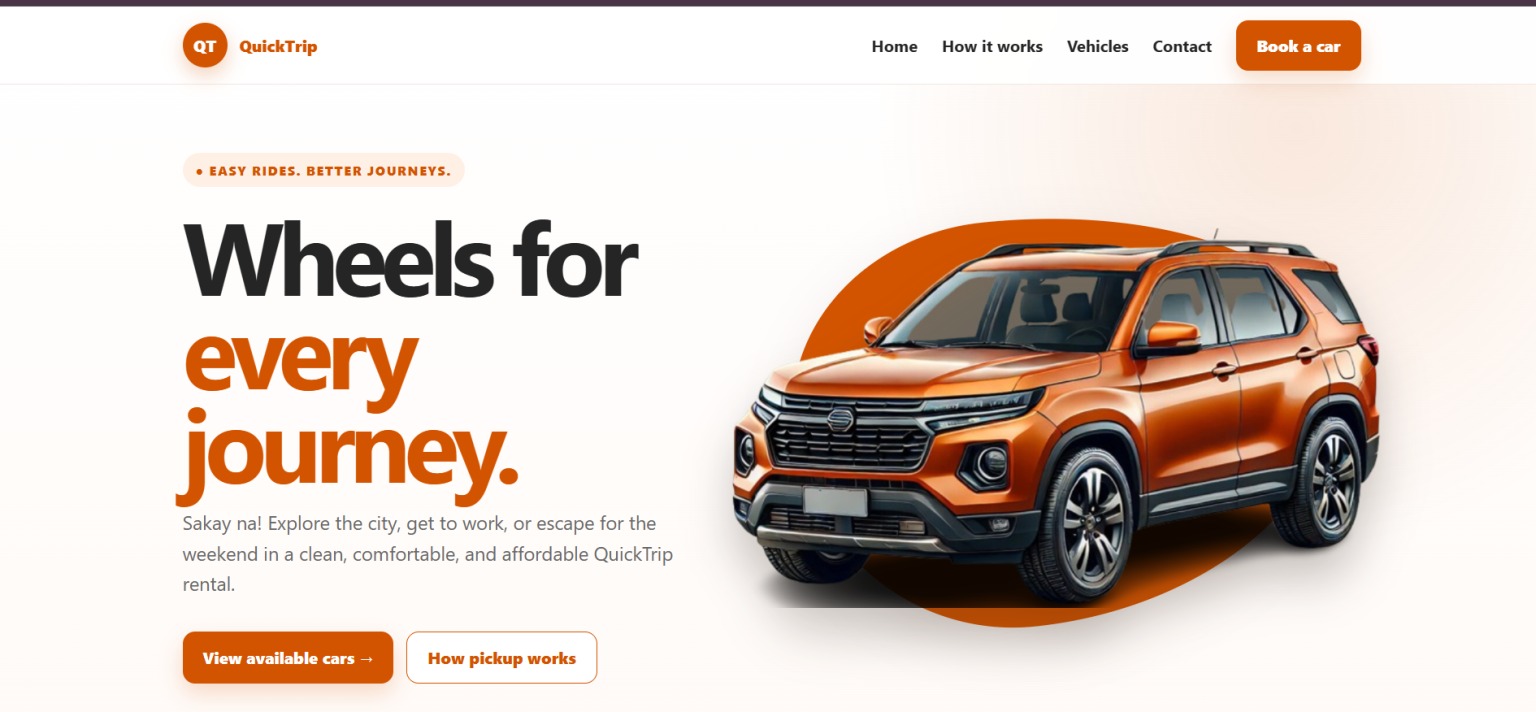 QT QuickTrip
Home How it works Vehicles Contact Book a car
• EASY RIDES. BETTER JOURNEYS.
Wheels for
every
journey.
Sakay na! Explore the city, get to work, or escape for the
weekend in a clean, comfortable, and affordable QuickTrip
rental.
View available cars → How pickup works